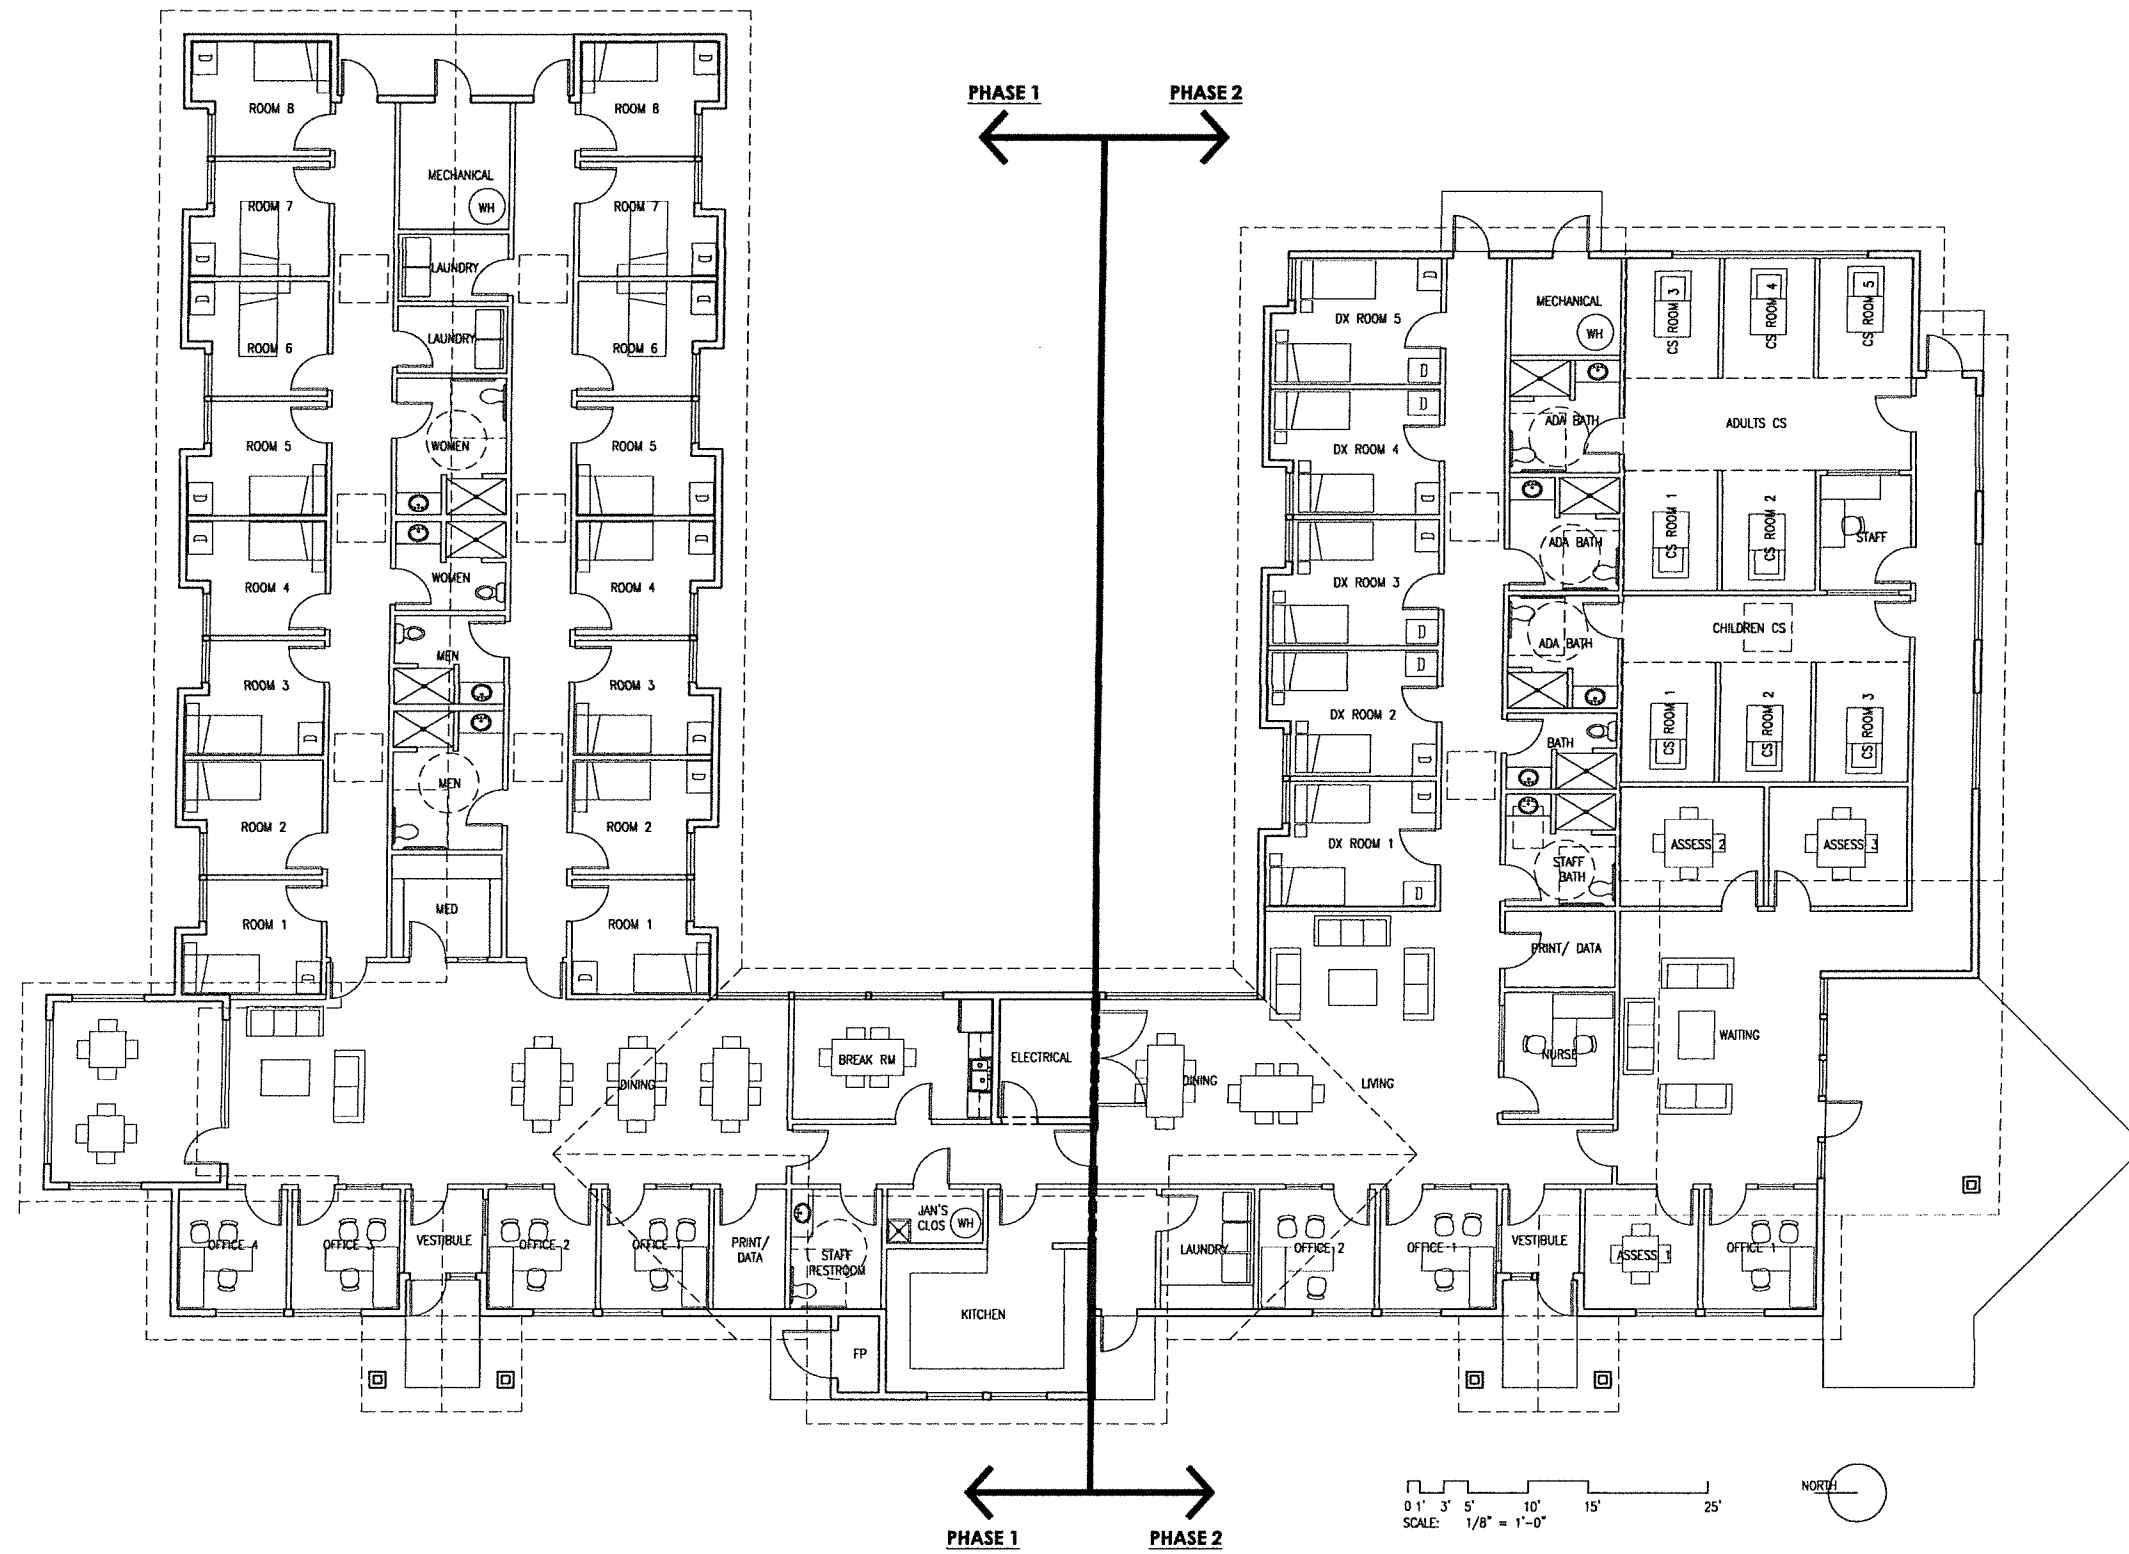 PHASE 1 PHASE 2
ROOM 8 ROOM 8
MECHANICAL
WH
ROOM 7 ROOM 7
LAUNDRY
LAUNDRY
ROOM 6 ROOM 6
WOMEN
ROOM 5 ROOM 5
WOMEN
ROOM 4 ROOM 4
MEN
ROOM 3 ROOM 3
MEN
ROOM 2 ROOM 2
MED
ROOM 1 ROOM 1
DINING
BREAK RM
ELECTRICAL
OFFICE 4
OFFICE 3
VESTIBULE
OFFICE 2
OFFICE 1
PRINT/
DATA
STAFF
RESTROOM
JAN'S
CLOS
WH
KITCHEN
FP
DX ROOM 5
DX ROOM 4
DX ROOM 3
DX ROOM 2
DX ROOM 1
MECHANICAL
WH
ADA BATH
ADA BATH
ADA BATH
BATH
STAFF
BATH
CS ROOM 3
CS ROOM 4
CS ROOM 5
ADULTS CS
CS ROOM 1
CS ROOM 2
STAFF
CHILDREN CS
CS ROOM 1
CS ROOM 2
CS ROOM 3
ASSESS 2
ASSESS 3
PRINT/ DATA
NURSE
WAITING
DINING
LIVING
LAUNDRY
OFFICE 2
OFFICE 1
VESTIBULE
ASSESS 1
OFFICE 1
PHASE 1 PHASE 2
0 1' 3' 5' 10' 15' 25'
SCALE: 1/8" = 1'-0"
NORTH